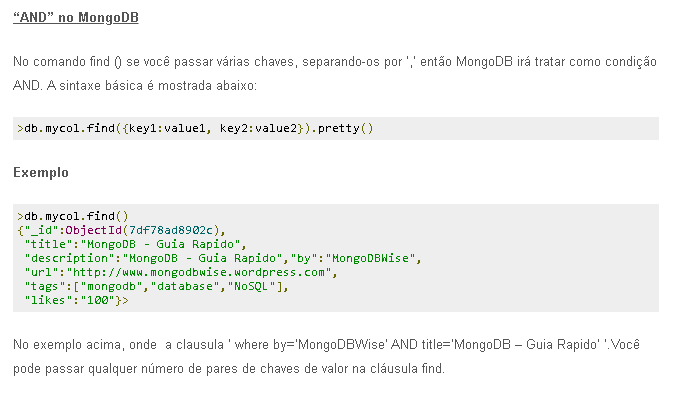 “AND” no MongoDB
No comando find () se você passar várias chaves, separando-os por ',' então MongoDB irá tratar como condição
AND. A sintaxe básica é mostrada abaixo:
>db.mycol.find({key1:value1, key2:value2}).pretty()
Exemplo
>db.mycol.find()
{"_id":ObjectId(7df78ad8902c),
"title":"MongoDB - Guia Rapido",
"description":"MongoDB - Guia Rapido","by":"MongoDBWise",
"url":"http://www.mongodbwise.wordpress.com",
"tags":["mongodb","database","NoSQL"],
"likes":"100"}>
No exemplo acima, onde  a clausula ' where by='MongoDBWise' AND title='MongoDB – Guia Rapido' '.Você
pode passar qualquer número de pares de chaves de valor na cláusula find.